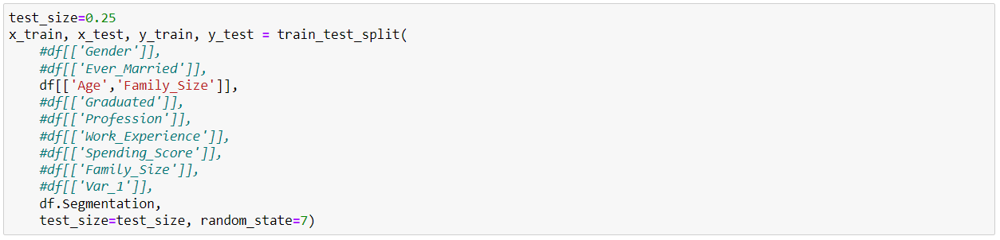 test_size=0.25
x_train, x_test, y_train, y_test = train_test_split(
    #df[['Gender']],
    #df[['Ever_Married']],
    df[['Age','Family_Size']],
    #df[['Graduated']],
    #df[['Profession']],
    #df[['Work_Experience']],
    #df[['Spending_Score']],
    #df[['Family_Size']],
    #df[['Var_1']],
    df.Segmentation,
    test_size=test_size, random_state=7)